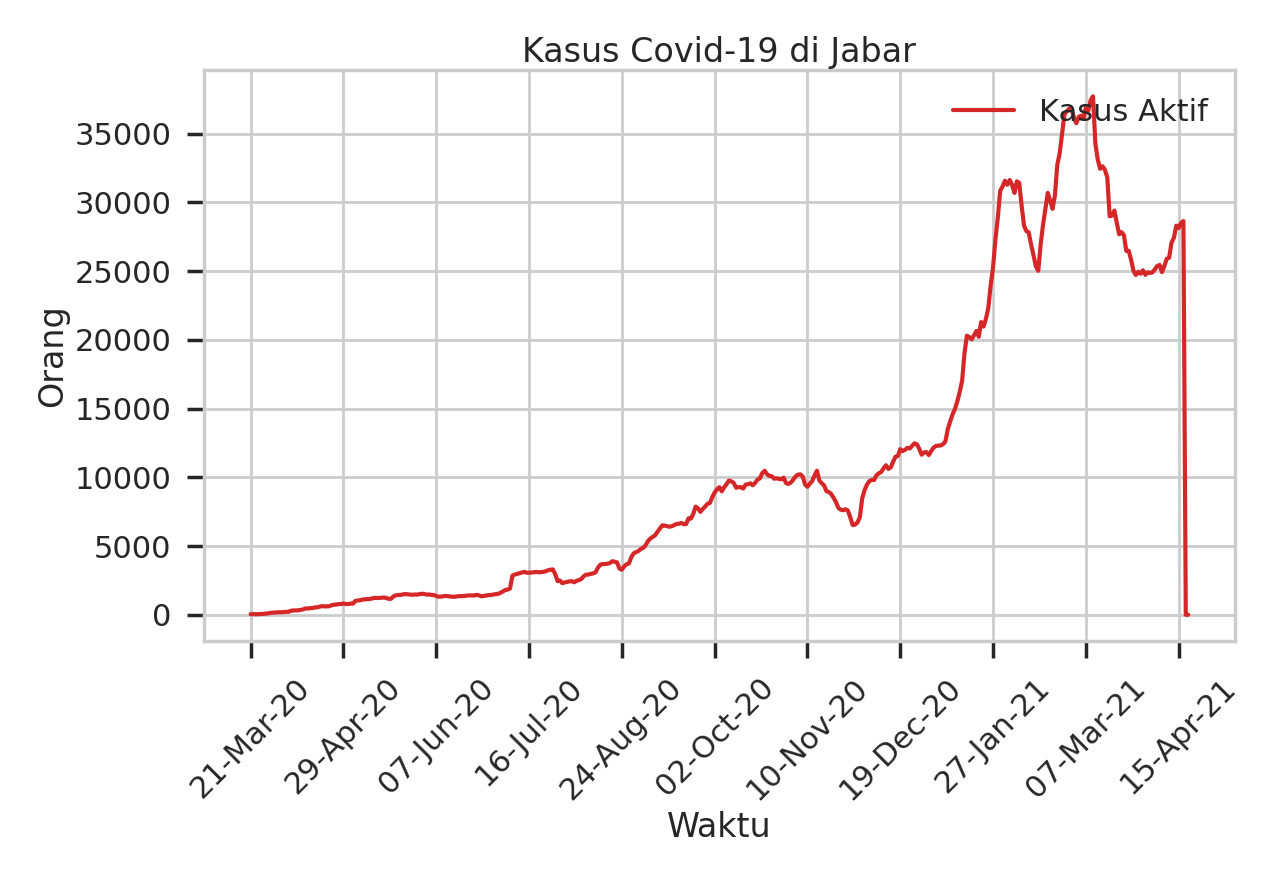 Kasus Covid-19 di Jabar
Kasus Aktif
Orang
35000
30000
25000
20000
15000
10000
5000
0
21-Mar-20
29-Apr-20
07-Jun-20
16-Jul-20
24-Aug-20
02-Oct-20
10-Nov-20
19-Dec-20
27-Jan-21
07-Mar-21
15-Apr-21
Waktu